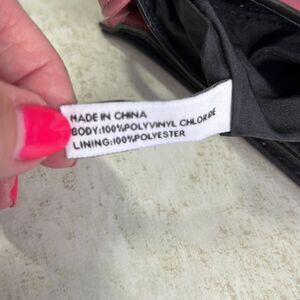 MADE IN CHINA
BODY:100%POLYVINYL CHLORIDE
LINING:100%POLYESTER